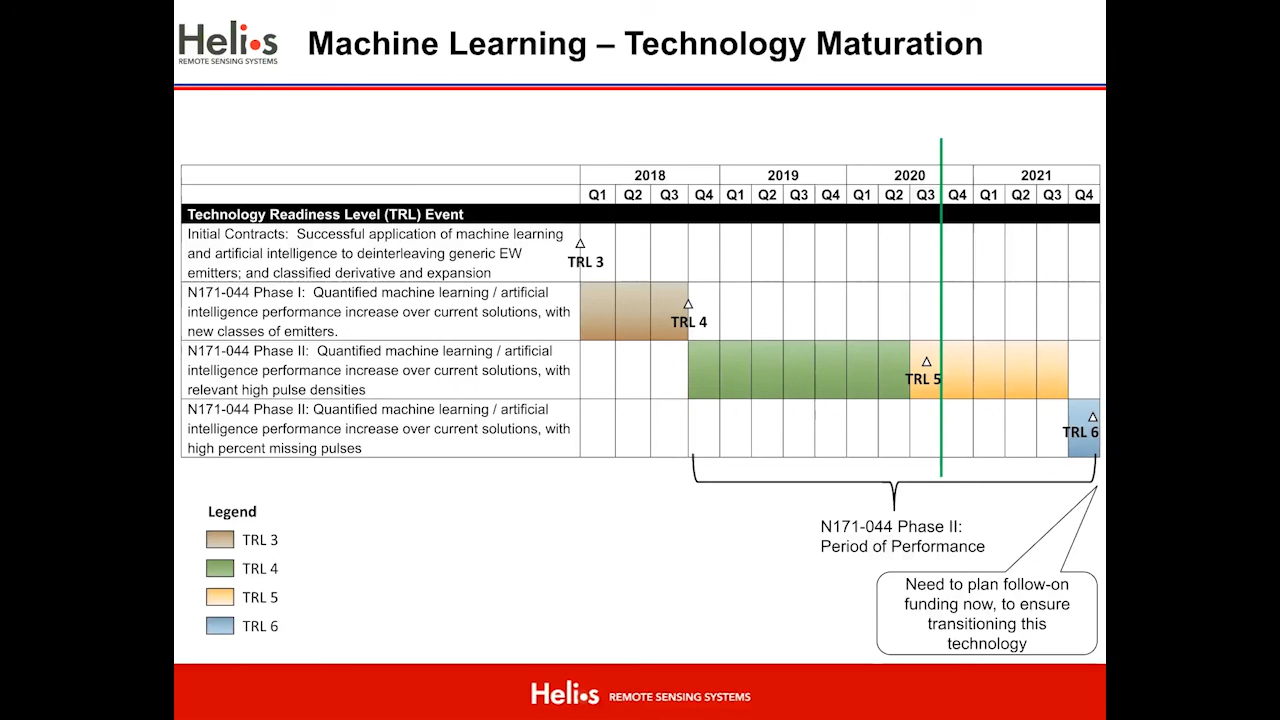 Helios
REMOTE SENSING SYSTEMS
Machine Learning – Technology Maturation
2018 2019 2020 2021
Q1 Q2 Q3 Q4 Q1 Q2 Q3 Q4 Q1 Q2 Q3 Q4 Q1 Q2 Q3 Q4
Technology Readiness Level (TRL) Event
Initial Contracts: Successful application of machine learning
and artificial intelligence to deinterleaving generic EW
emitters; and classified derivative and expansion
TRL 3
N171-044 Phase I: Quantified machine learning / artificial
intelligence performance increase over current solutions, with
new classes of emitters.
TRL 4
N171-044 Phase II: Quantified machine learning / artificial
intelligence performance increase over current solutions, with
relevant high pulse densities
TRL 5
N171-044 Phase II: Quantified machine learning / artificial
intelligence performance increase over current solutions, with
high percent missing pulses
TRL 6
Legend
TRL 3
TRL 4
TRL 5
TRL 6
N171-044 Phase II:
Period of Performance
Need to plan follow-on
funding now, to ensure
transitioning this
technology
Helios REMOTE SENSING SYSTEMS